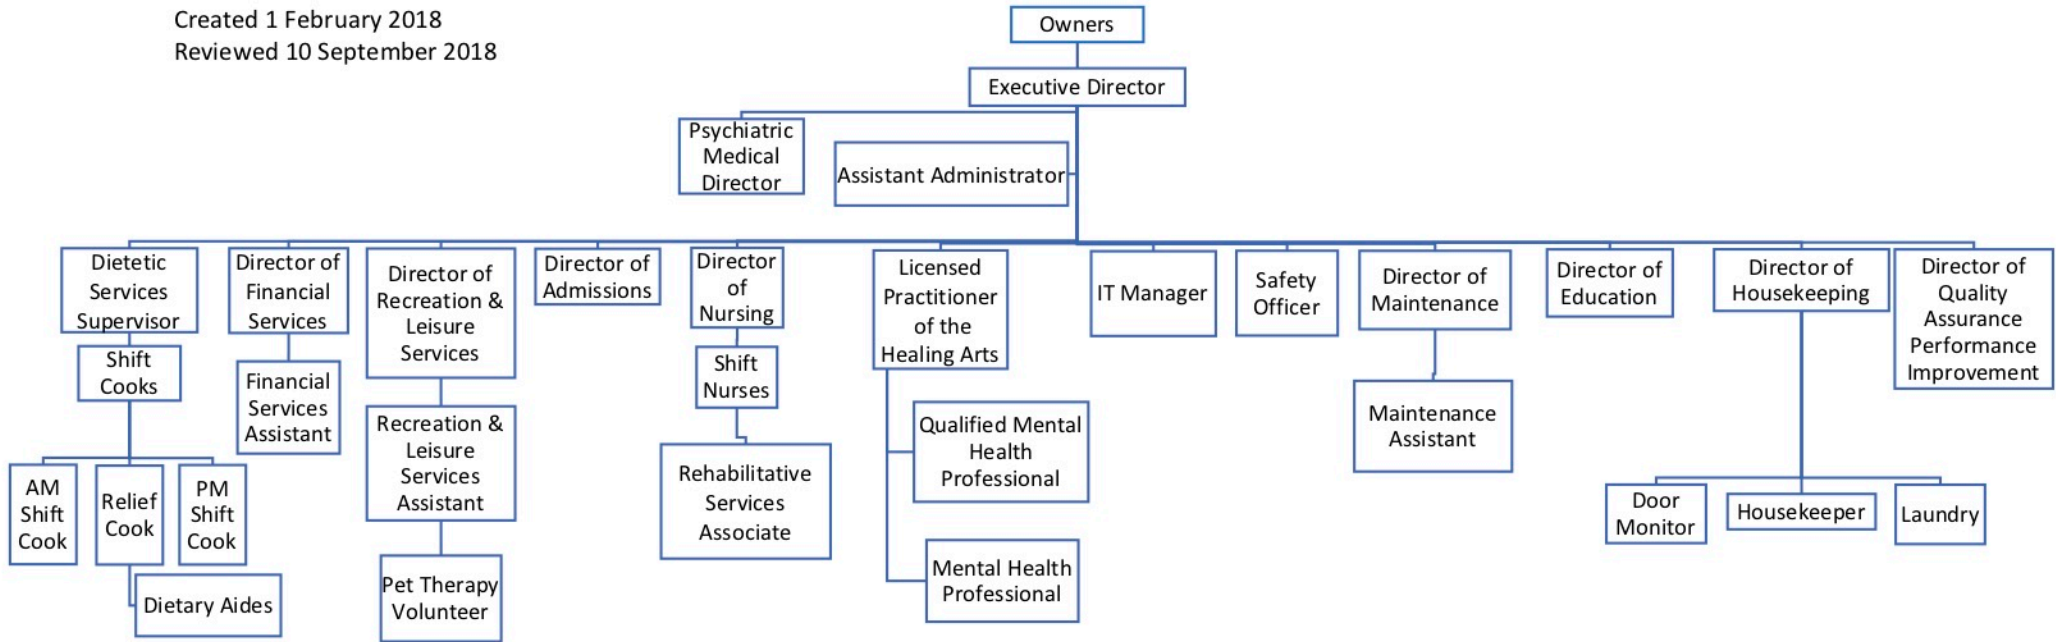 Created 1 February 2018
Reviewed 10 September 2018
Owners
Executive Director
Psychiatric
Medical
Director
Assistant Administrator
Dietetic
Services
Supervisor
Director of
Financial
Services
Director of
Recreation &
Leisure
Services
Director of
Admissions
Director
of
Nursing
Licensed
Practitioner
of the
Healing Arts
IT Manager
Safety
Officer
Director of
Maintenance
Director of
Education
Director of
Housekeeping
Director of
Quality
Assurance
Performance
Improvement
Shift
Cooks
Financial
Services
Assistant
Recreation &
Leisure
Services
Assistant
Shift
Nurses
Qualified Mental
Health
Professional
Maintenance
Assistant
AM
Shift
Cook
Relief
Cook
PM
Shift
Cook
Rehabilitative
Services
Associate
Door
Monitor
Housekeeper
Laundry
Dietary Aides
Pet Therapy
Volunteer
Mental Health
Professional